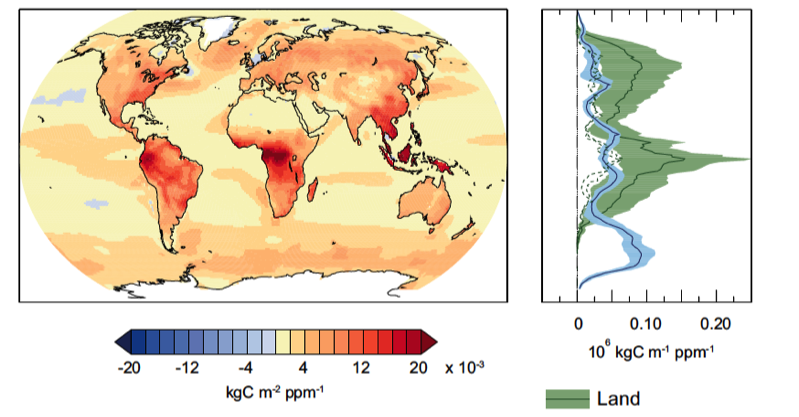 -20 -12 -4 4 12 20 x 10⁻³
kgC m⁻² ppm⁻¹
0 0.10 0.20
10⁶ kgC m⁻¹ ppm⁻¹
Land